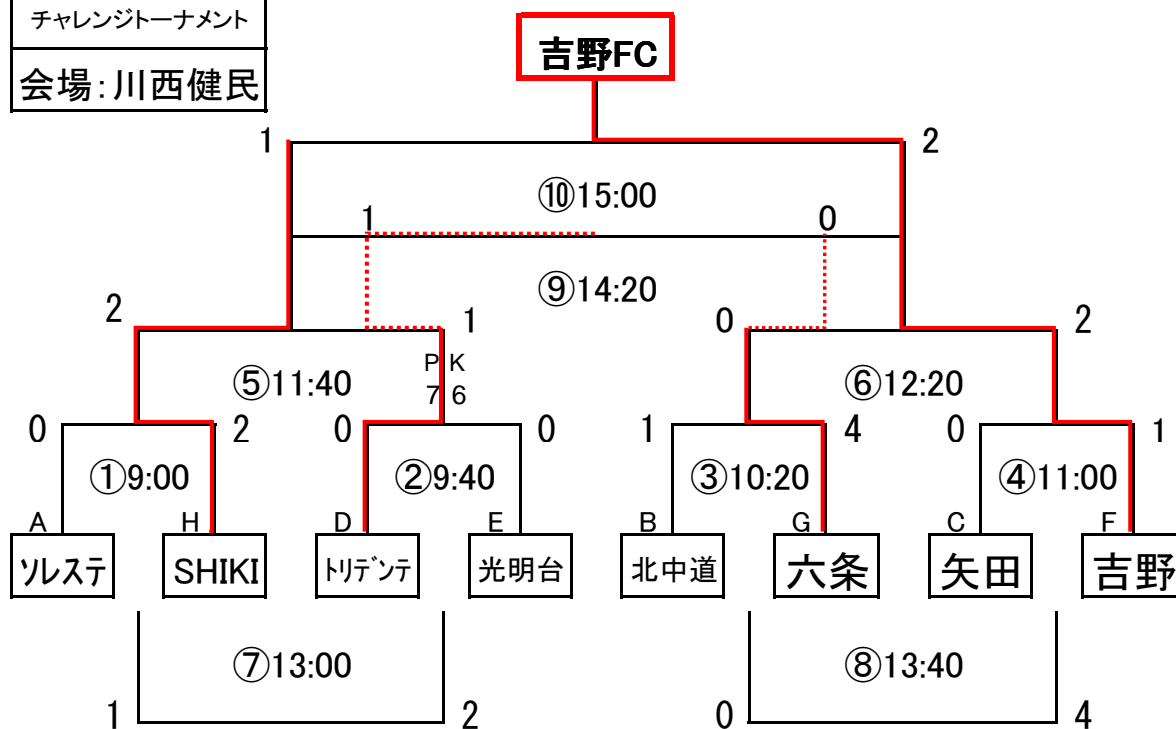 チャレンジトーナメント
会場:川西健民
吉野FC
1 2
⑩15:00
1 0
⑨14:20
2 1 0 2
⑤11:40 P K ⑥12:20
7 6
0 2 0 0 1 4 0 1
①9:00 ②9:40 ③10:20 ④11:00
A H D E B G C F
ソレステ SHIKI トリデンテ 光明台 北中道 六条 矢田 吉野
⑦13:00 ⑧13:40
1 2 0 4